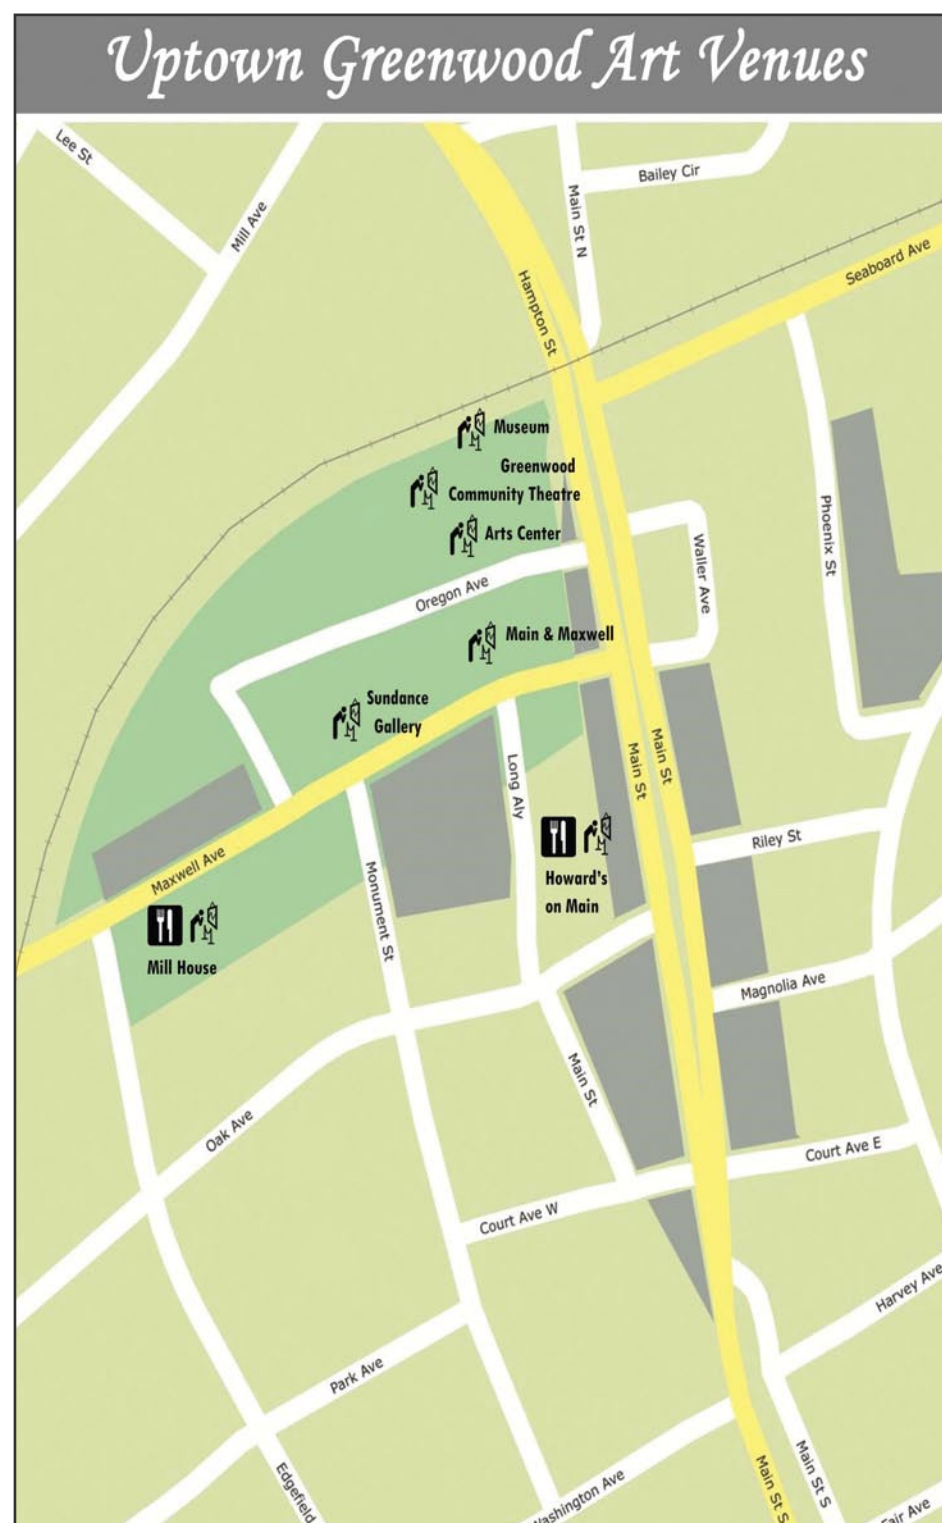 Uptown Greenwood Art Venues
Lee St
Mill Ave
Bailey Cir
Main St N
Seaboard Ave
Hampton St
Museum
Greenwood
Community Theatre
Arts Center
Phoenix St
Waller Ave
Oregon Ave
Main & Maxwell
Sundance
Gallery
Main St
Main St
Long Aly
Riley St
Maxwell Ave
Monument St
Howard's
on Main
Mill House
Magnolia Ave
Main St
Oak Ave
Court Ave E
Court Ave W
Harvey Ave
Park Ave
Edgefield
Washington Ave
Main St S
Main St S
Fair Ave